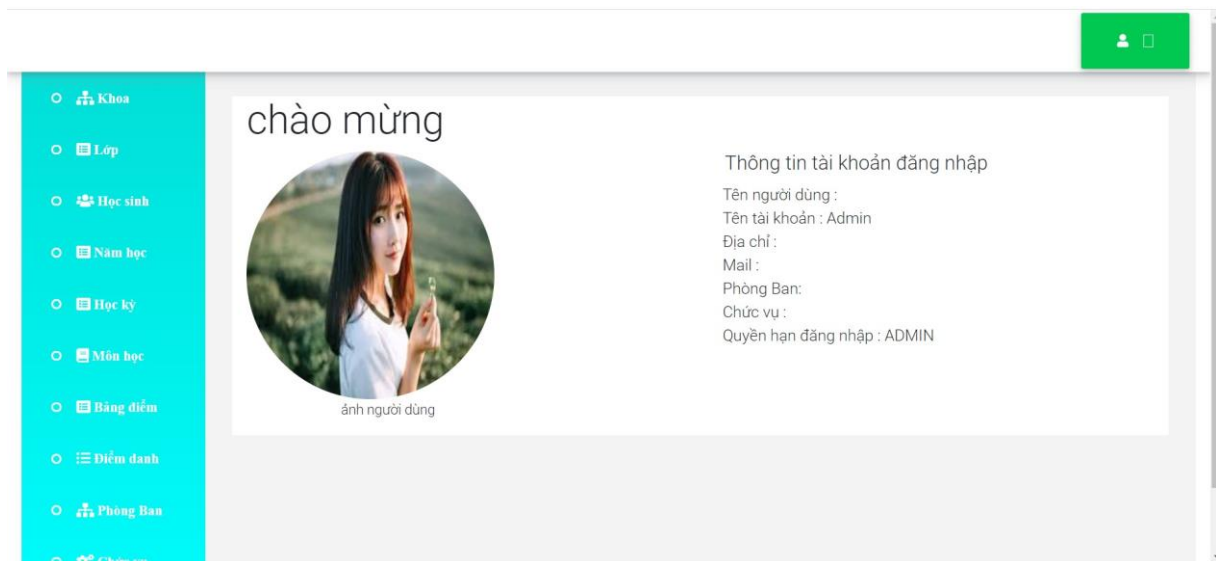 Khoa
Lớp
Học sinh
Năm học
Học kỳ
Môn học
Bảng điểm
Điểm danh
Phòng Ban
chào mừng
ảnh người dùng
Thông tin tài khoản đăng nhập
Tên người dùng :
Tên tài khoản : Admin
Địa chỉ :
Mail :
Phòng Ban:
Chức vụ :
Quyền hạn đăng nhập : ADMIN